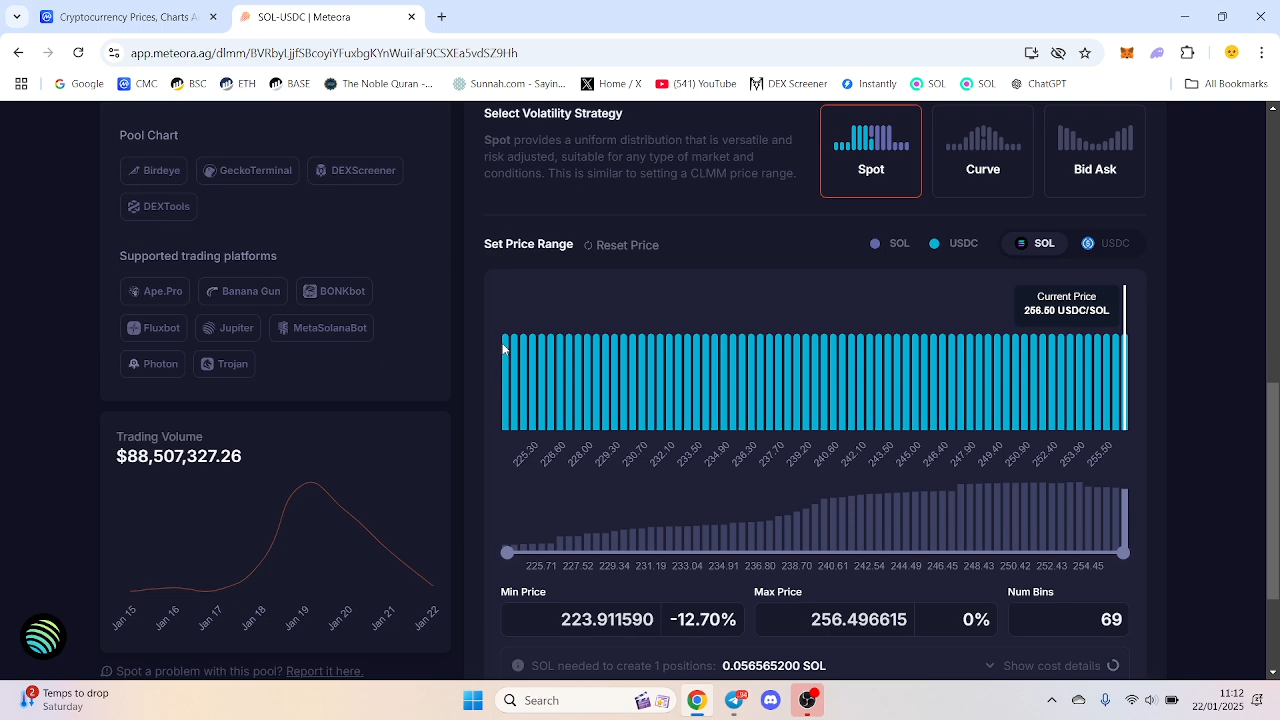 Cryptocurrency Prices, Charts A
SOL-USDC | Meteora
app.meteora.ag/dlmm/BVRbyLjjfSBcoyiYFuxbgKYnWuiFaF9CSXEa5vdSZ9Hh
Google
CMC
BSC
ETH
BASE
The Noble Quran -...
Sunnah.com - Sayin...
Home / X
(541) YouTube
DEX Screener
Instantly
SOL
SOL
ChatGPT
All Bookmarks
Pool Chart
Birdeye
GeckoTerminal
DEXScreener
DEXTools
Supported trading platforms
Ape.Pro
Banana Gun
BONKbot
Fluxbot
Jupiter
MetaSolanaBot
Photon
Trojan
Trading Volume
$88,507,327.26
Jan 15
Jan 16
Jan 17
Jan 18
Jan 19
Jan 20
Jan 21
Jan 22
Spot a problem with this pool? Report it here.
Select Volatility Strategy
Spot provides a uniform distribution that is versatile and
risk adjusted, suitable for any type of market and
conditions. This is similar to setting a CLMM price range.
Spot
Curve
Bid Ask
Set Price Range
Reset Price
SOL
USDC
SOL
USDC
Current Price
256.50 USDC/SOL
225.30
226.60
228.00
229.30
230.70
232.10
233.50
234.90
236.30
237.70
239.20
240.60
242.10
243.50
245.00
246.40
247.90
249.40
250.90
252.40
253.90
255.50
225.71
227.52
229.34
231.19
233.04
234.91
236.80
238.70
240.61
242.54
244.49
246.45
248.43
250.42
252.43
254.45
Min Price
223.911590
-12.70%
Max Price
256.496615
0%
Num Bins
69
SOL needed to create 1 positions: 0.056565200 SOL
Show cost details
2
Temps to drop
Saturday
Search
11:12
22/01/2025